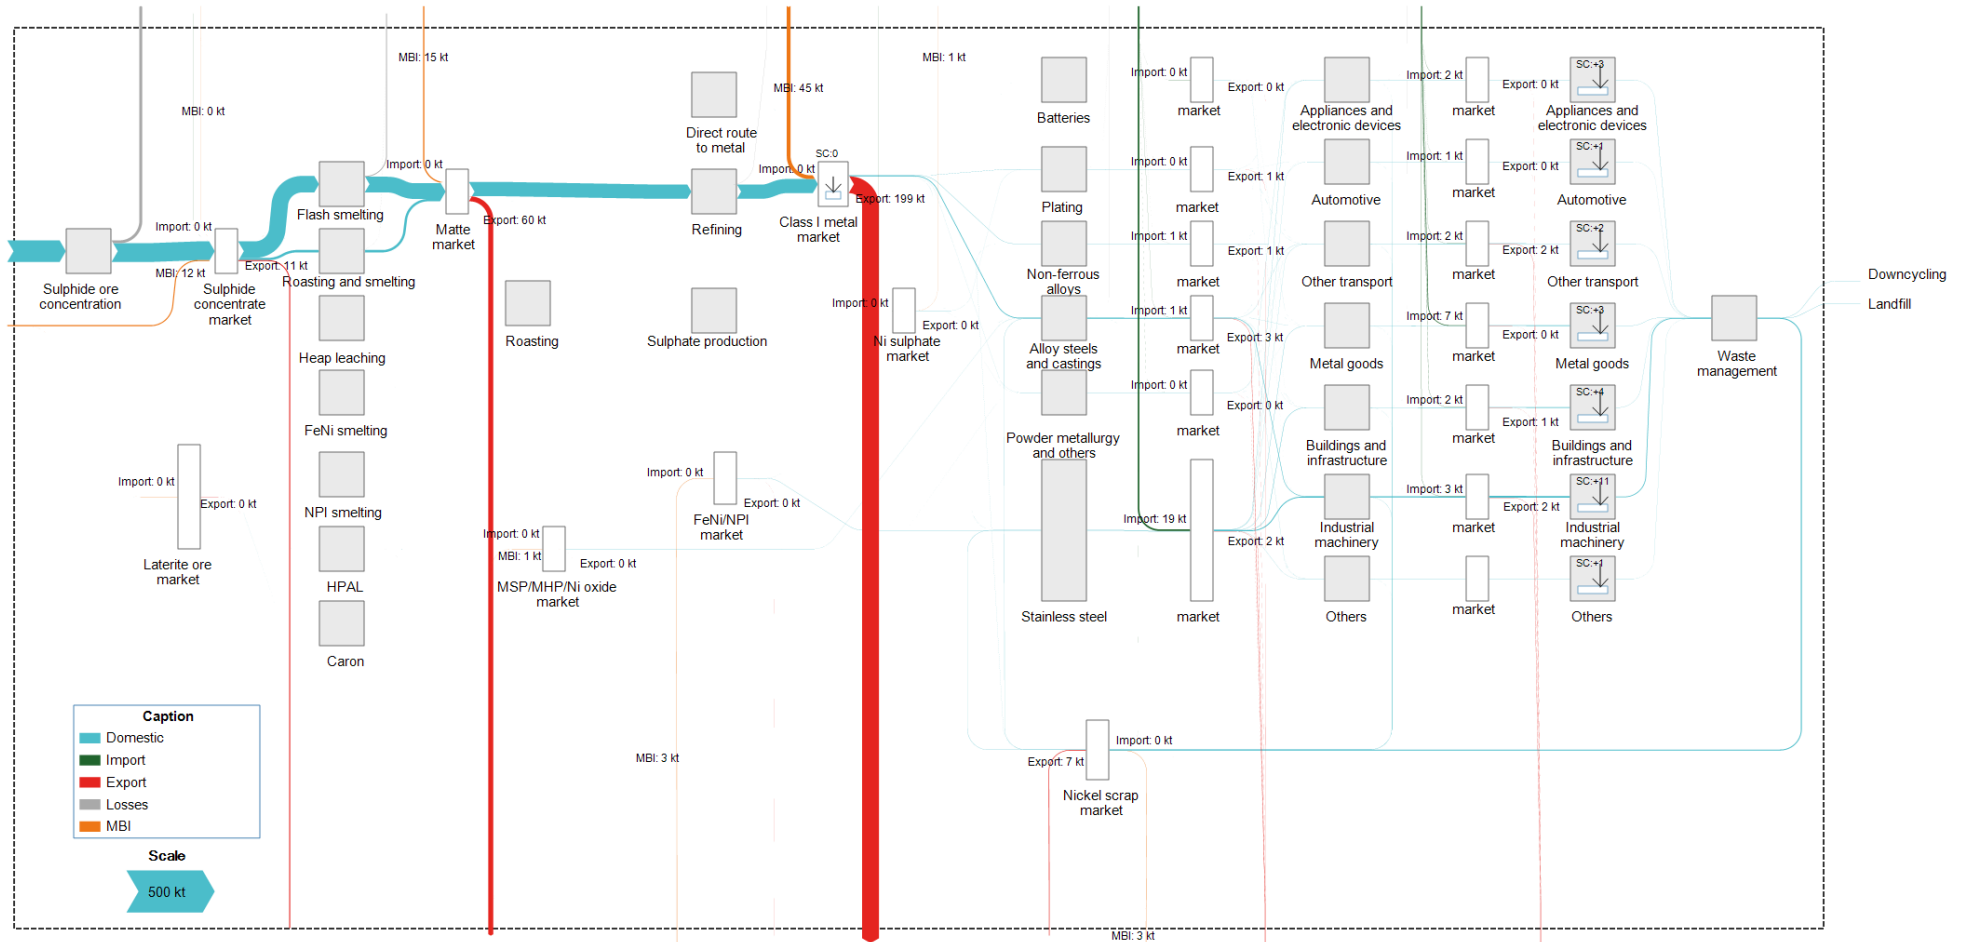 MBI: 0 kt
MBI: 15 kt
MBI: 45 kt
MBI: 1 kt
Import: 0 kt
Sulphide ore
concentration
MBI: 12 kt
Export: 11 kt
Sulphide
concentrate
market
Flash smelting
Roasting and smelting
Heap leaching
FeNi smelting
NPI smelting
HPAL
Caron
Import: 0 kt
Export: 0 kt
Laterite ore
market
Import: 0 kt
Export: 60 kt
Matte
market
Roasting
Import: 0 kt
MBI: 1 kt
Export: 0 kt
MSP/MHP/Ni oxide
market
Direct route
to metal
Refining
Sulphate production
Import: 0 kt
Export: 0 kt
FeNi/NPI
market
MBI: 3 kt
SC:0
Import: 0 kt
Export: 199 kt
Class I metal
market
Import: 0 kt
Export: 0 kt
Ni sulphate
market
Batteries
Plating
Non-ferrous
alloys
Alloy steels
and castings
Powder metallurgy
and others
Stainless steel
Import: 0 kt
Export: 0 kt
market
Import: 0 kt
Export: 1 kt
market
Import: 1 kt
Export: 1 kt
market
Import: 1 kt
Export: 3 kt
market
Import: 0 kt
Export: 0 kt
market
Import: 19 kt
Export: 2 kt
market
Import: 0 kt
Export: 7 kt
Nickel scrap
market
MBI: 3 kt
Appliances and
electronic devices
Automotive
Other transport
Metal goods
Buildings and
infrastructure
Industrial
machinery
Others
Import: 2 kt
Export: 0 kt
market
Import: 1 kt
Export: 0 kt
market
Import: 2 kt
Export: 2 kt
market
Import: 7 kt
Export: 0 kt
market
Import: 2 kt
Export: 1 kt
market
Import: 3 kt
Export: 2 kt
market
market
SC:+3
Appliances and
electronic devices
SC:+1
Automotive
SC:+2
Other transport
SC:+3
Metal goods
SC:+4
Buildings and
infrastructure
SC:+11
Industrial
machinery
SC:+1
Others
Waste
management
Downcycling
Landfill
Caption
Domestic
Import
Export
Losses
MBI
Scale
500 kt